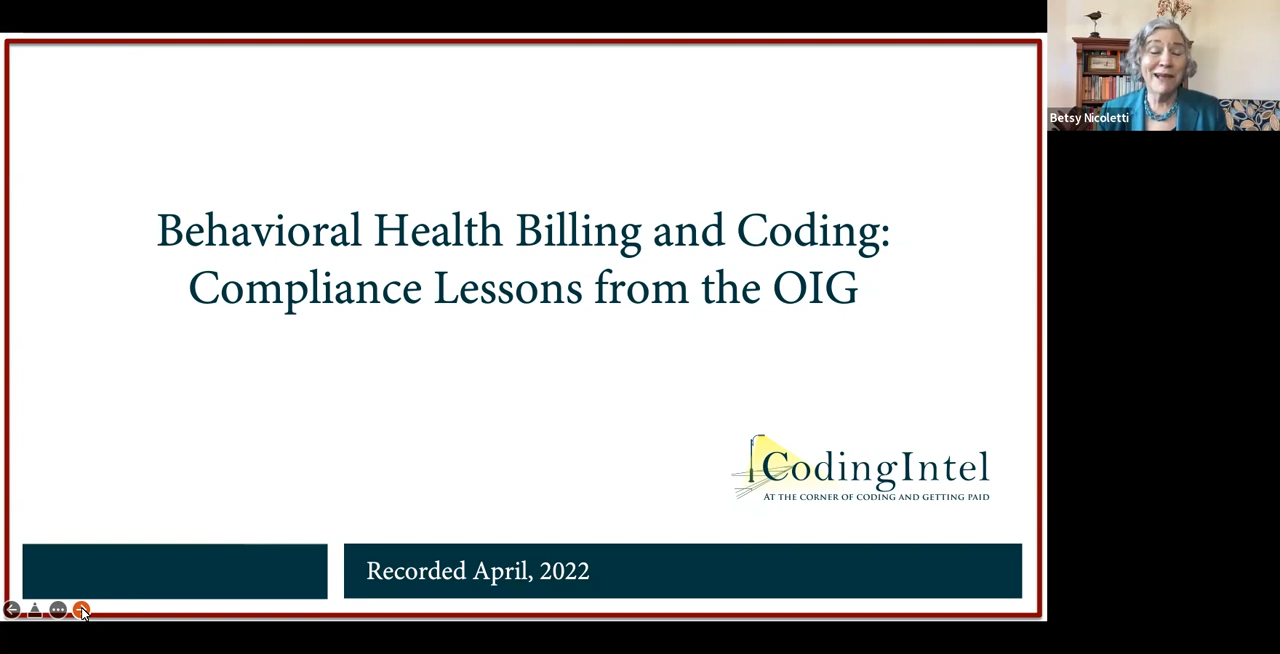 Betsy Nicoletti
Behavioral Health Billing and Coding:
Compliance Lessons from the OIG
CodingIntel
AT THE CORNER OF CODING AND GETTING PAID
Recorded April, 2022